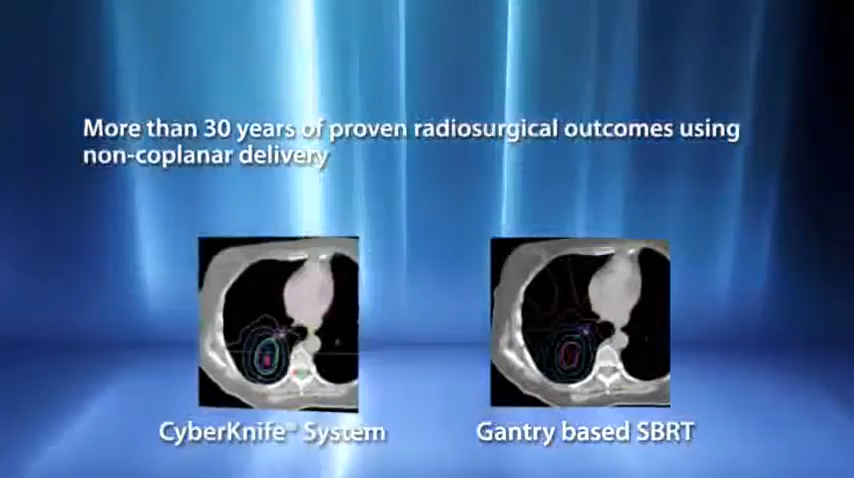 More than 30 years of proven radiosurgical outcomes using
non-coplanar delivery
CyberKnife® System
Gantry based SBRT